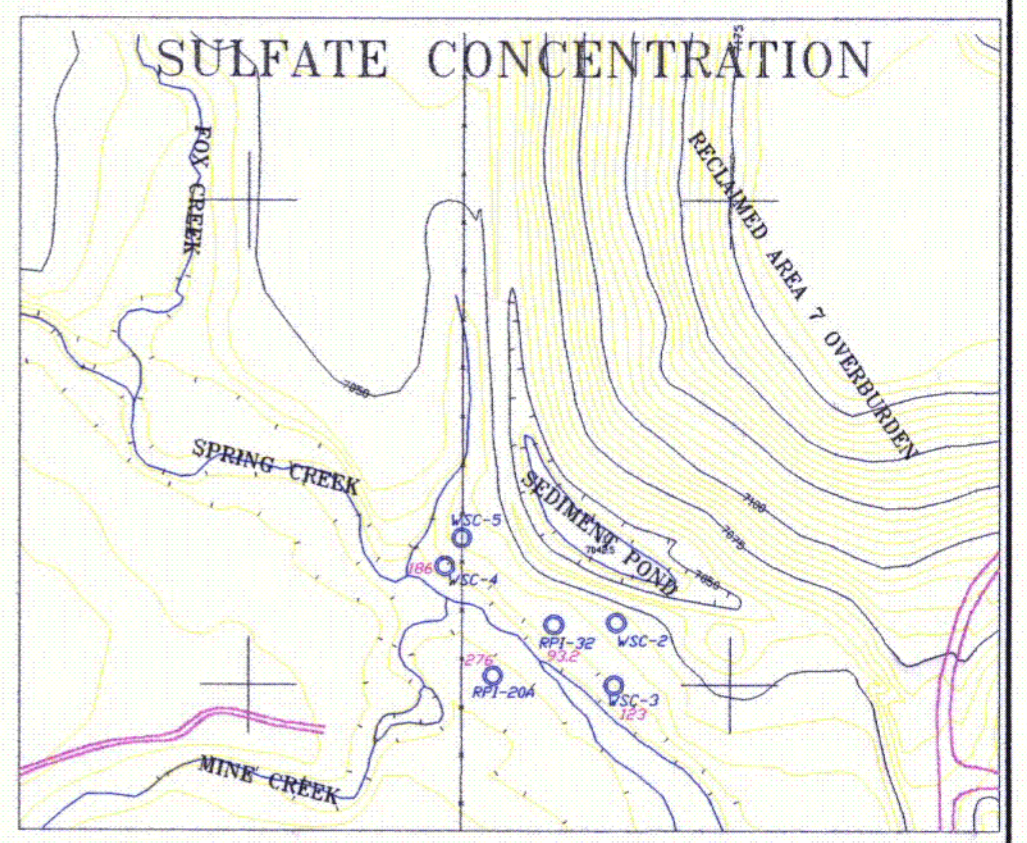 SULFATE CONCENTRATION
7175
FOX CREEK
RECLAIMED AREA 7 OVERBURDEN
7050
SPRING CREEK
7100
SEDIMENT POND
7075
WSC-5
7050
186
WSC-4
RPI-32
WSC-2
93.2
276
RPI-20A
WSC-3
123
MINE CREEK